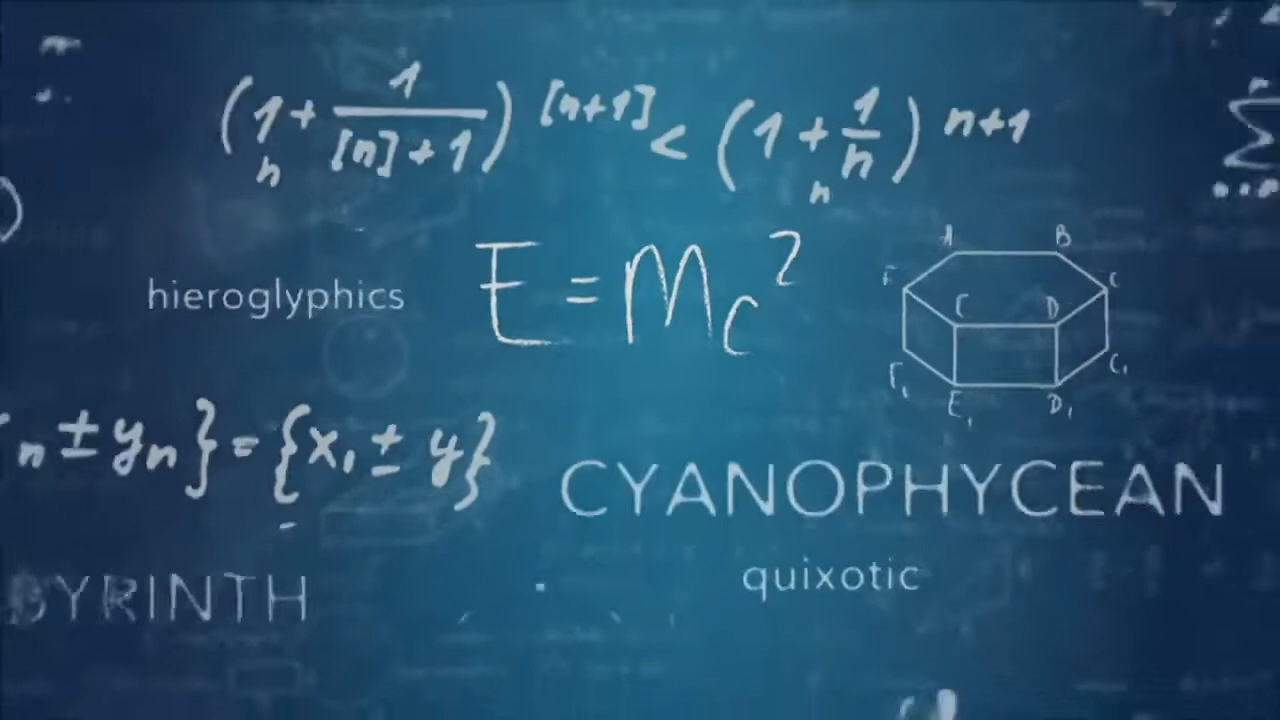 (1 + 1/([n]+1))^[n+1] < (1 + 1/n)^n+1
n n
E = Mc²
A B
F C
hieroglyphics
E D
F₁ C₁
E₁ D₁
n ± yn} = {x₁ ± y}
CYANOPHYCEAN
quixotic
BYRINTH